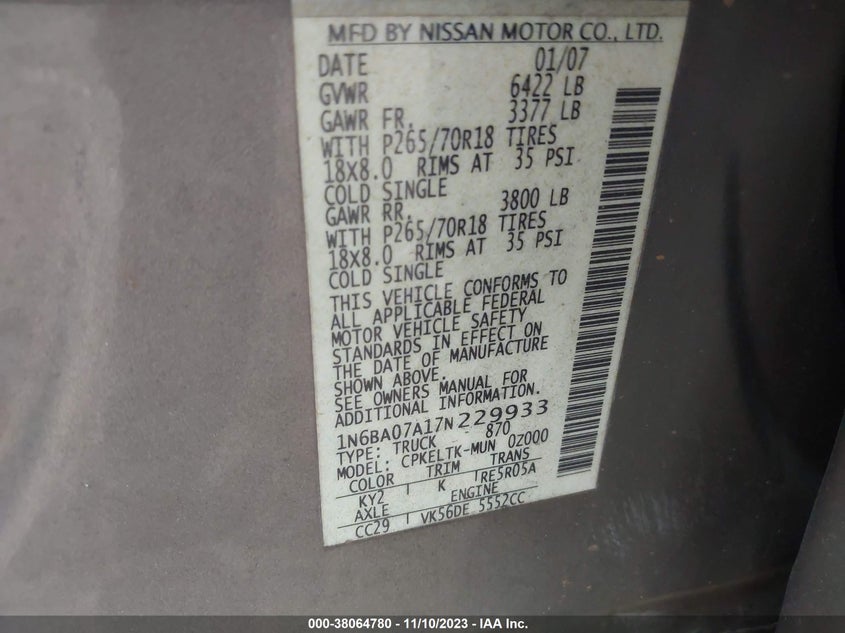 MFD BY NISSAN MOTOR CO., LTD.
DATE 01/07
GVWR 6422 LB
GAWR FR. 3377 LB
WITH P265/70R18 TIRES
18X8.0 RIMS AT 35 PSI
COLD SINGLE
GAWR RR. 3800 LB
WITH P265/70R18 TIRES
18X8.0 RIMS AT 35 PSI
COLD SINGLE
THIS VEHICLE CONFORMS TO
ALL APPLICABLE FEDERAL
MOTOR VEHICLE SAFETY
STANDARDS IN EFFECT ON
THE DATE OF MANUFACTURE
SHOWN ABOVE.
SEE OWNERS MANUAL FOR
ADDITIONAL INFORMATION.
1N6BA07A17N229933
TYPE: TRUCK 870
MODEL: CPKELTK-MUN 0Z000
COLOR TRIM TRANS
KY2 K RE5R05A
AXLE ENGINE
CC29 VK56DE 5552CC
000-38064780 - 11/10/2023 - IAA Inc.